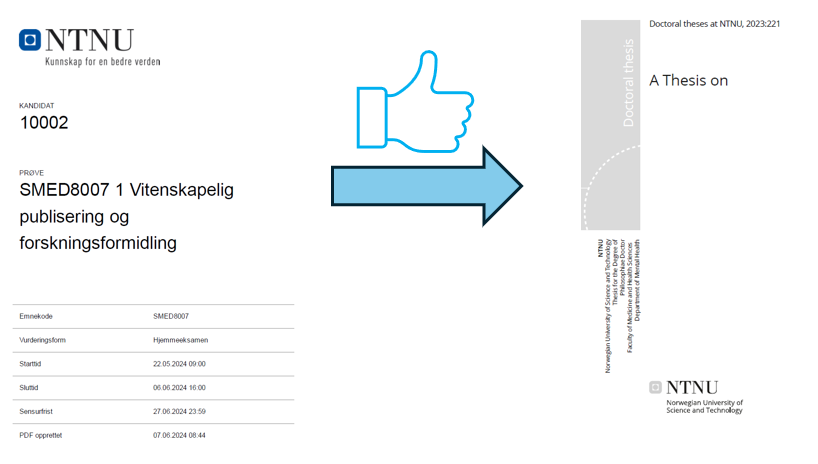 NTNU
Kunnskap for en bedre verden
KANDIDAT
10002
PRØVE
SMED8007 1 Vitenskapelig
publisering og
forskningsformidling
Emnekode SMED8007
Vurderingsform Hjemmeeksamen
Starttid 22.05.2024 09:00
Sluttid 06.06.2024 16:00
Sensurfrist 27.06.2024 23:59
PDF opprettet 07.06.2024 08:44
Doctoral theses at NTNU, 2023:221
A Thesis on
Doctoral thesis
NTNU
Norwegian University of Science and Technology
Thesis for the Degree of
Philosophiae Doctor
Faculty of Medicine and Health Sciences
Department of Mental Health
NTNU
Norwegian University of
Science and Technology